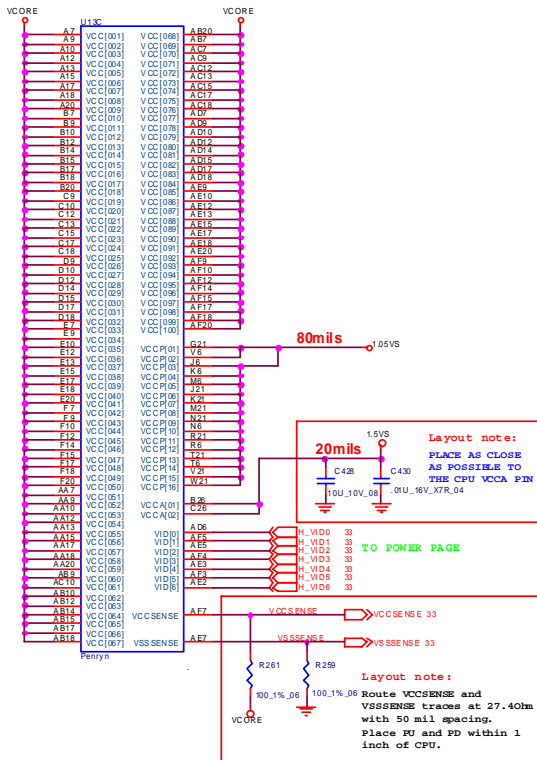 VCORE VCORE
U13C
A7 VCC[001] VCC[068] AB20
A9 VCC[002] VCC[069] AB7
A10 VCC[003] VCC[070] AC7
A12 VCC[004] VCC[071] AC9
A13 VCC[005] VCC[072] AC12
A15 VCC[006] VCC[073] AC13
A17 VCC[007] VCC[074] AC15
A18 VCC[008] VCC[075] AC17
A20 VCC[009] VCC[076] AC18
B7 VCC[010] VCC[077] AD7
B9 VCC[011] VCC[078] AD9
B10 VCC[012] VCC[079] AD10
B12 VCC[013] VCC[080] AD12
B14 VCC[014] VCC[081] AD14
B15 VCC[015] VCC[082] AD15
B17 VCC[016] VCC[083] AD17
B18 VCC[017] VCC[084] AD18
B20 VCC[018] VCC[085] AE9
C9 VCC[019] VCC[086] AE10
C10 VCC[020] VCC[087] AE12
C12 VCC[021] VCC[088] AE13
C13 VCC[022] VCC[089] AE15
C15 VCC[023] VCC[090] AE17
C17 VCC[024] VCC[091] AE18
C18 VCC[025] VCC[092] AE20
D9 VCC[026] VCC[093] AF9
D10 VCC[027] VCC[094] AF10
D12 VCC[028] VCC[095] AF12
D14 VCC[029] VCC[096] AF14
D15 VCC[030] VCC[097] AF15
D17 VCC[031] VCC[098] AF17
D18 VCC[032] VCC[099] AF18
E7 VCC[033] VCC[100] AF20
E9 VCC[034]
E10 VCC[035] VCCP[01] G21 80mils 1.05VS
E12 VCC[036] VCCP[02] V6
E13 VCC[037] VCCP[03] J6
E15 VCC[038] VCCP[04] K6
E17 VCC[039] VCCP[05] M6
E18 VCC[040] VCCP[06] J21
E20 VCC[041] VCCP[07] K21
F7 VCC[042] VCCP[08] M21
F9 VCC[043] VCCP[09] N21
F10 VCC[044] VCCP[10] N6
F12 VCC[045] VCCP[11] R21
F14 VCC[046] VCCP[12] R6
F15 VCC[047] VCCP[13] T21
F17 VCC[048] VCCP[14] T6
F18 VCC[049] VCCP[15] V21
F20 VCC[050] VCCP[16] W21
AA7 VCC[051]
AA9 VCC[052] VCCA[01] B26
AA10 VCC[053] VCCA[02] C26
AA12 VCC[054]
AA13 VCC[055] VID[0] AD6 H_VID0 33
AA15 VCC[056] VID[1] AF5 H_VID1 33
AA17 VCC[057] VID[2] AE5 H_VID2 33
AA18 VCC[058] VID[3] AF4 H_VID3 33
AA20 VCC[059] VID[4] AE3 H_VID4 33
AB9 VCC[060] VID[5] AF3 H_VID5 33
AC10 VCC[061] VID[6] AE2 H_VID6 33
AB10 VCC[062]
AB12 VCC[063]
AB14 VCC[064] VCCSENSE AF7 VCCSENSE VCCSENSE 33
AB15 VCC[065]
AB17 VCC[066]
AB18 VCC[067] VSSSENSE AE7 VSSSENSE VSSSENSE 33
Penryn
20mils
1.5VS
C428
10U_10V_08
C430
.01U_16V_X7R_04
Layout note:
PLACE AS CLOSE
AS POSSIBLE TO
THE CPU VCCA PIN
TO POWER PAGE
R261
100_1%_06
VCORE
R259
100_1%_06
Layout note:
Route VCCSENSE and
VSSSENSE traces at 27.4Ohm
with 50 mil spacing.
Place PU and PD within 1
inch of CPU.